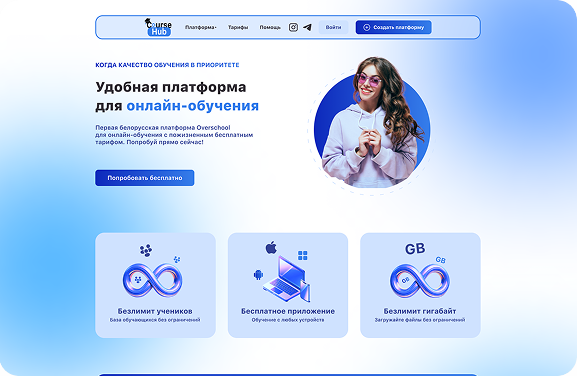 Course
Hub
Платформа
Тарифы
Помощь
Войти
Создать платформу
КОГДА КАЧЕСТВО ОБУЧЕНИЯ В ПРИОРИТЕТЕ
Удобная платформа
для онлайн-обучения
Первая белорусская платформа Overschool
для онлайн-обучения с пожизненным бесплатным
тарифом. Попробуй прямо сейчас!
Попробовать бесплатно
GB
GB
GB
Безлимит учеников
База обучающихся без ограничений
Бесплатное приложение
Обучение с любых устройств
Безлимит гигабайт
Загружайте файлы без ограничений